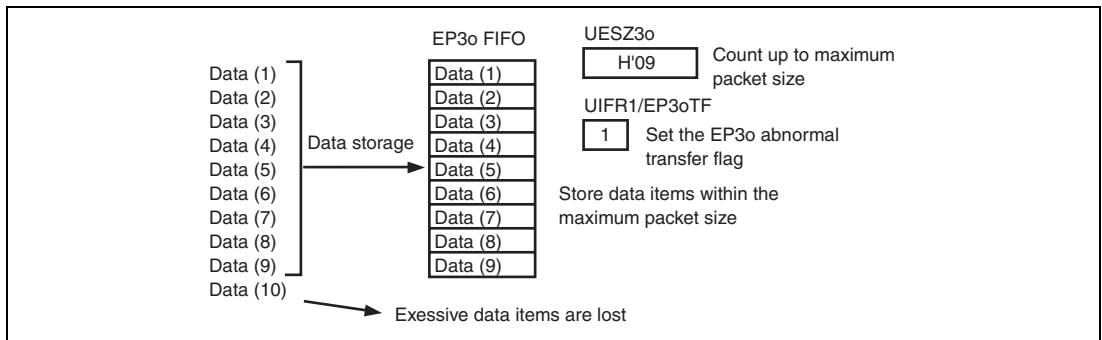 EP3o FIFO
UESZ3o
H'09
Count up to maximum
packet size
UIFR1/EP3oTF
1
Set the EP3o abnormal
transfer flag
Data (1)
Data (2)
Data (3)
Data (4)
Data (5)
Data (6)
Data (7)
Data (8)
Data (9)
Data (10)
Data storage
Data (1)
Data (2)
Data (3)
Data (4)
Data (5)
Data (6)
Data (7)
Data (8)
Data (9)
Store data items within the
maximum packet size
Exessive data items are lost